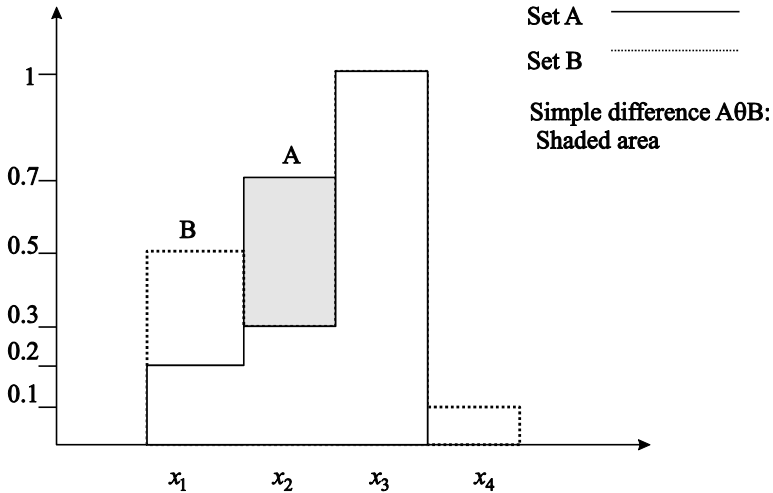 Set A
Set B
Simple difference AθB:
Shaded area
1
A
0.7
B
0.5
0.3
0.2
0.1
x₁
x₂
x₃
x₄